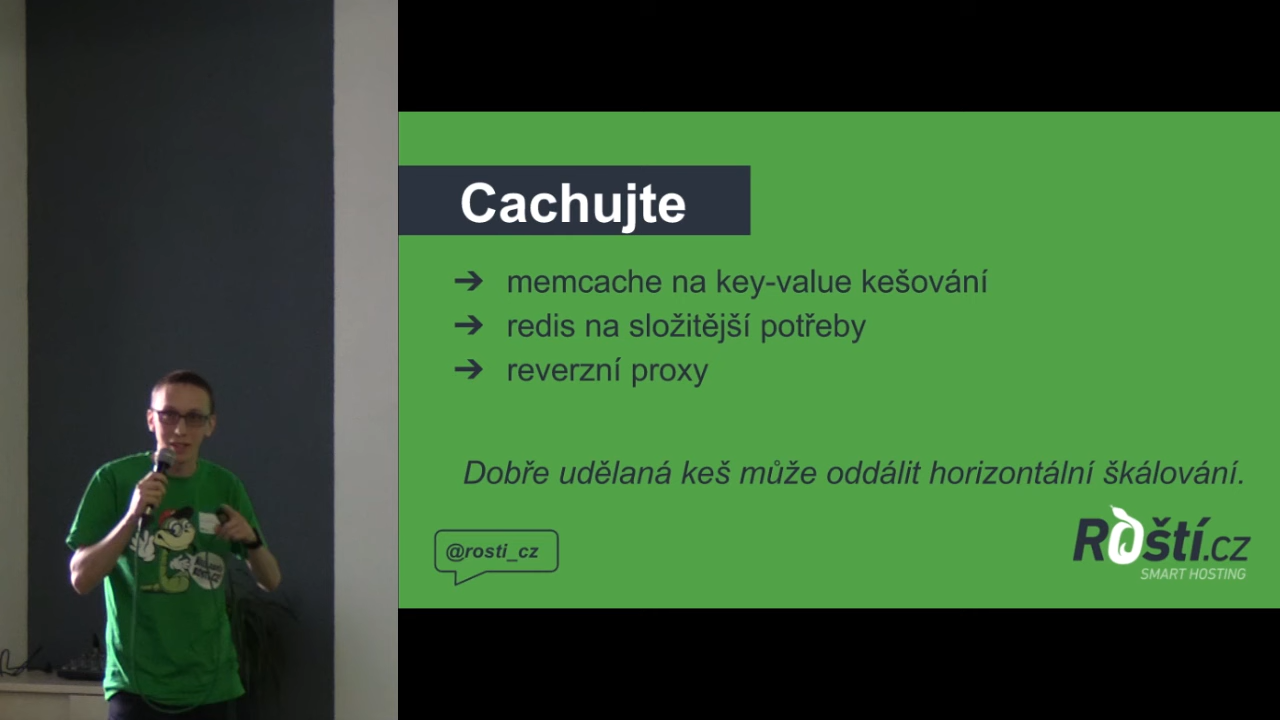 Cachujte
➔ memcache na key-value kešování
➔ redis na složitější potřeby
➔ reverzní proxy
Dobře udělaná keš může oddálit horizontální škálování.
@rosti_cz
Roští.cz
SMART HOSTING